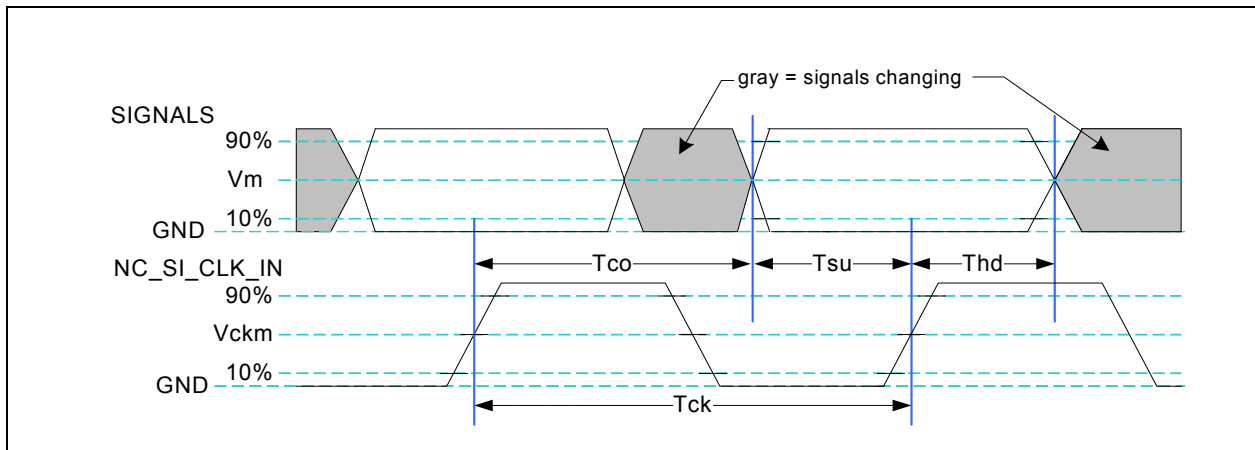 gray = signals changing
SIGNALS
90%
Vm
10%
GND
Tco
Tsu
Thd
NC_SI_CLK_IN
90%
Vckm
10%
GND
Tck